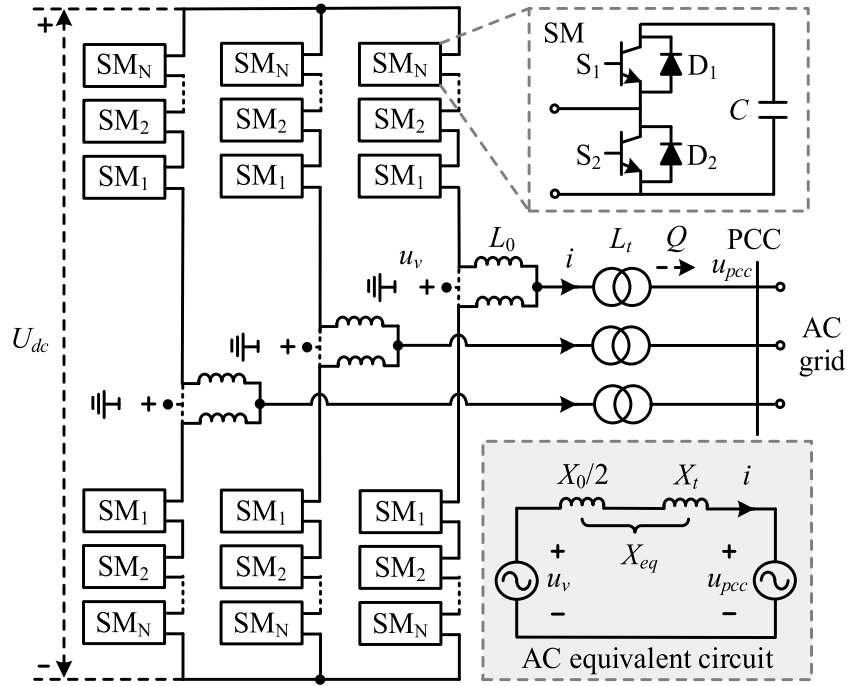 +
SM_N SM_N SM_N
SM_2 SM_2 SM_2
SM_1 SM_1 SM_1
SM
S_1 D_1
C
S_2 D_2
u_v + L_0 i L_t Q PCC
u_pcc
+
+
U_dc
AC
grid
SM_1 SM_1 SM_1
SM_2 SM_2 SM_2
SM_N SM_N SM_N
−
X_0/2 X_t i
X_eq
+ +
u_v u_pcc
− −
AC equivalent circuit